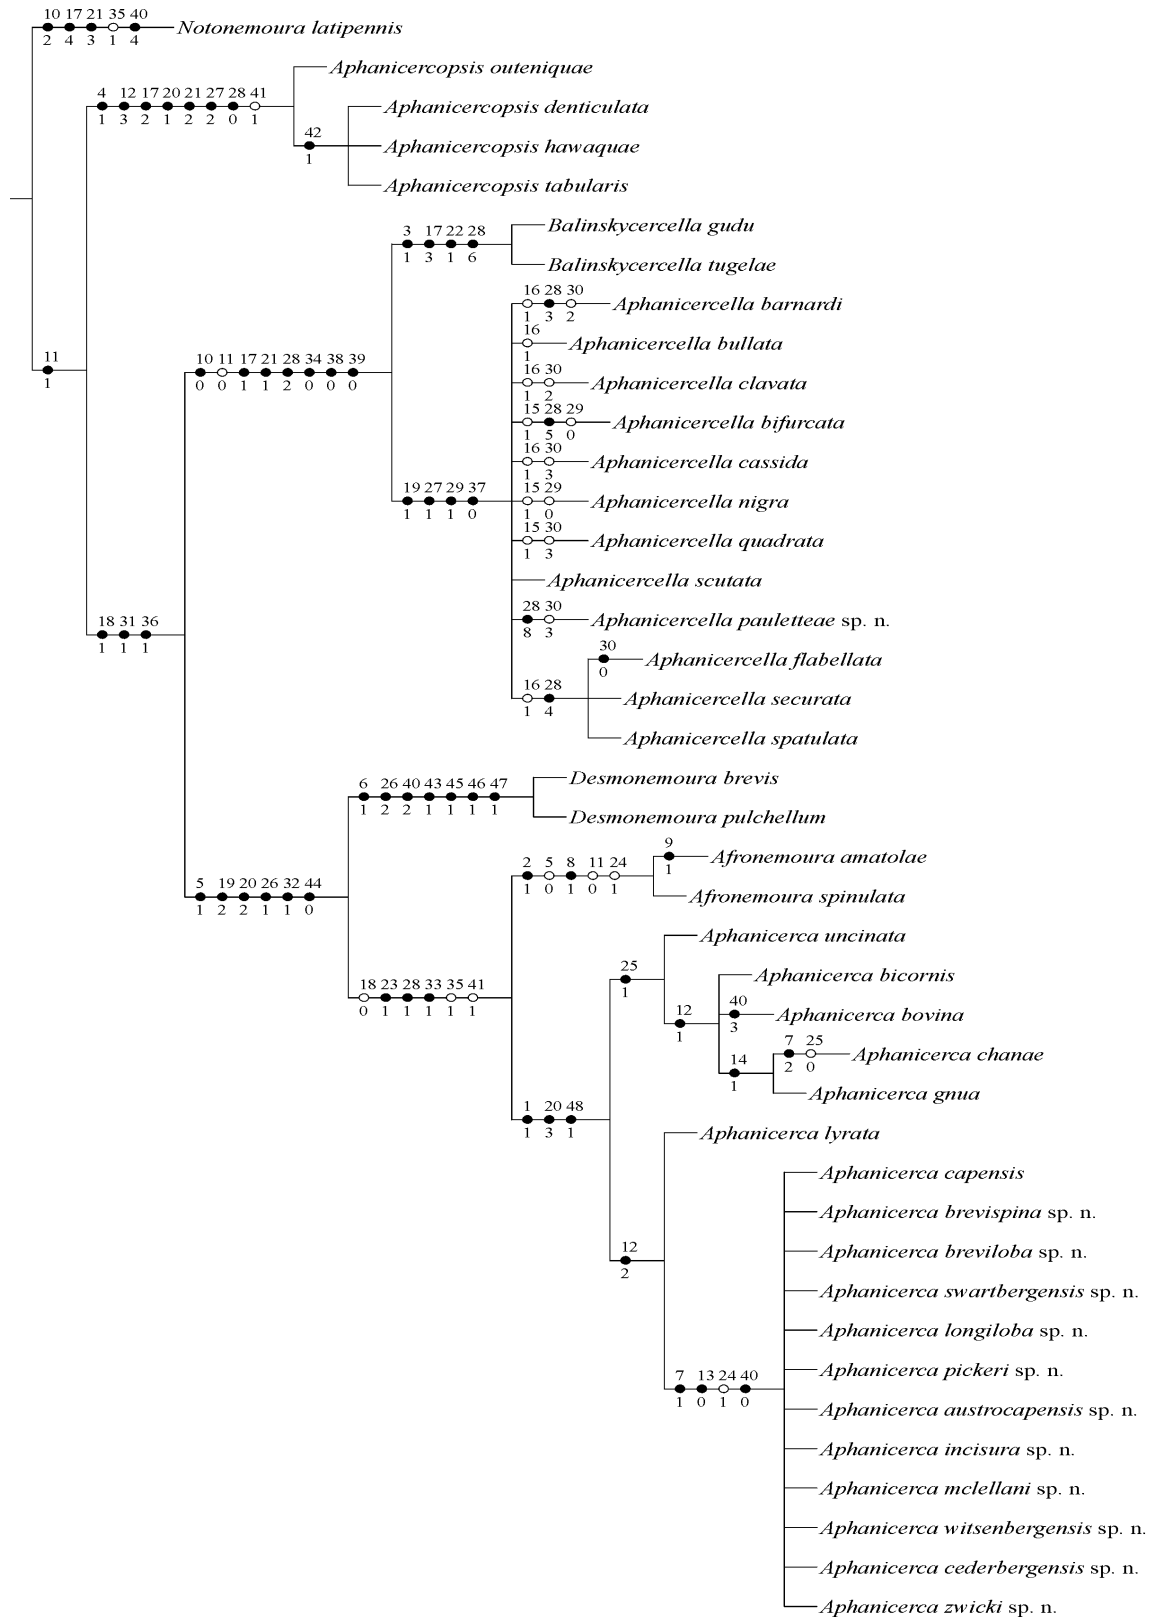 10 17 21 35 40
Notonemoura latipennis
2 4 3 1 4
Aphanicercopsis outeniquae
4 12 17 20 21 27 28 41
Aphanicercopsis denticulata
1 3 2 1 2 2 0 1
42
Aphanicercopsis hawaquae
1
Aphanicercopsis tabularis
Balinskycercella gudu
3 17 22 28
1 3 1 6
Balinskycercella tugelae
16 28 30
Aphanicercella barnardi
1 3 2
16
Aphanicercella bullata
1
10 11 17 21 28 34 38 39
0 0 1 1 2 0 0 0
11
1
16 30
Aphanicercella clavata
1 2
15 28 29
Aphanicercella bifurcata
1 5 0
16 30
Aphanicercella cassida
1 3
19 27 29 37
1 1 1 0
15 29
Aphanicercella nigra
1 0
15 30
Aphanicercella quadrata
1 3
Aphanicercella scutata
28 30
Aphanicercella pauletteae sp. n.
8 3
18 31 36
1 1 1
30
Aphanicercella flabellata
0
16 28
Aphanicercella securata
1 4
Aphanicercella spatulata
Desmonemoura brevis
6 26 40 43 45 46 47
1 2 2 1 1 1 1
Desmonemoura pulchellum
9
Afronemoura amatolae
1
2 5 8 11 24
1 0 1 0 1
5 19 20 26 32 44
Afronemoura spinulata
1 2 2 1 1 0
Aphanicerca uncinata
25
1
Aphanicerca bicornis
18 23 28 33 35 41
0 1 1 1 1 1
40
Aphanicerca bovina
3
12
1
7 25
Aphanicerca chanae
2 0
14
1
Aphanicerca gnua
1 20 48
1 3 1
Aphanicerca lyrata
Aphanicerca capensis
Aphanicerca brevispina sp. n.
12
Aphanicerca breviloba sp. n.
2
Aphanicerca swartbergensis sp. n.
Aphanicerca longiloba sp. n.
Aphanicerca pickeri sp. n.
7 13 24 40
1 0 1 0
Aphanicerca austrocapensis sp. n.
Aphanicerca incisura sp. n.
Aphanicerca mclellani sp. n.
Aphanicerca witsenbergensis sp. n.
Aphanicerca cederbergensis sp. n.
Aphanicerca zwicki sp. n.